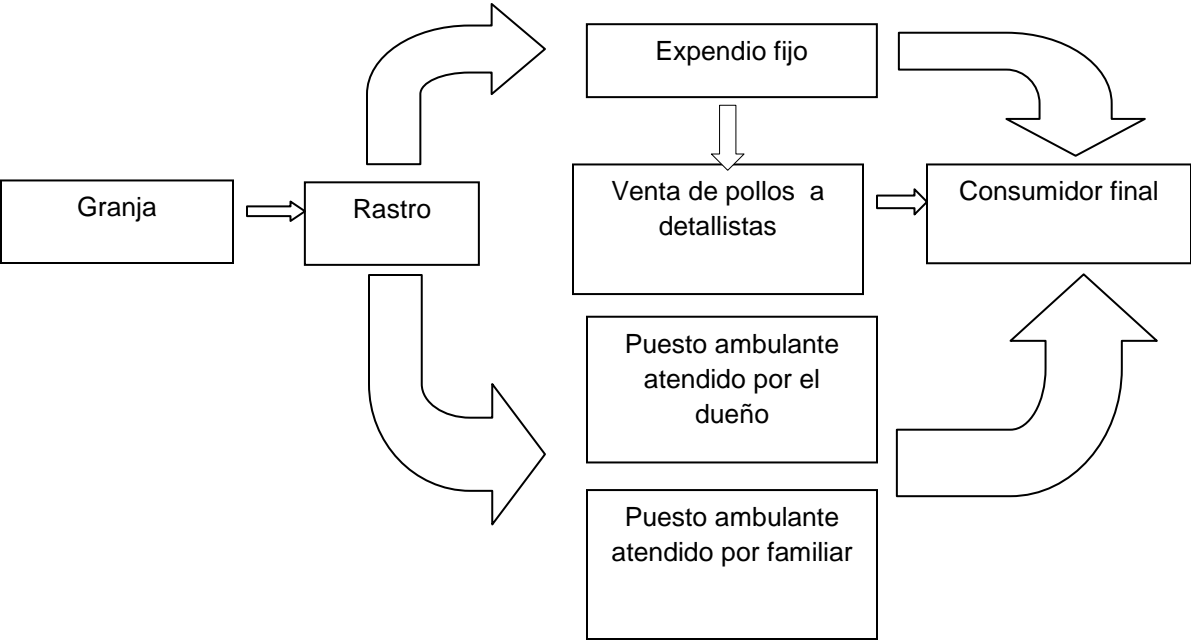 Expendio fijo
Granja
Rastro
Venta de pollos a
detallistas
Consumidor final
Puesto ambulante
atendido por el
dueño
Puesto ambulante
atendido por familiar